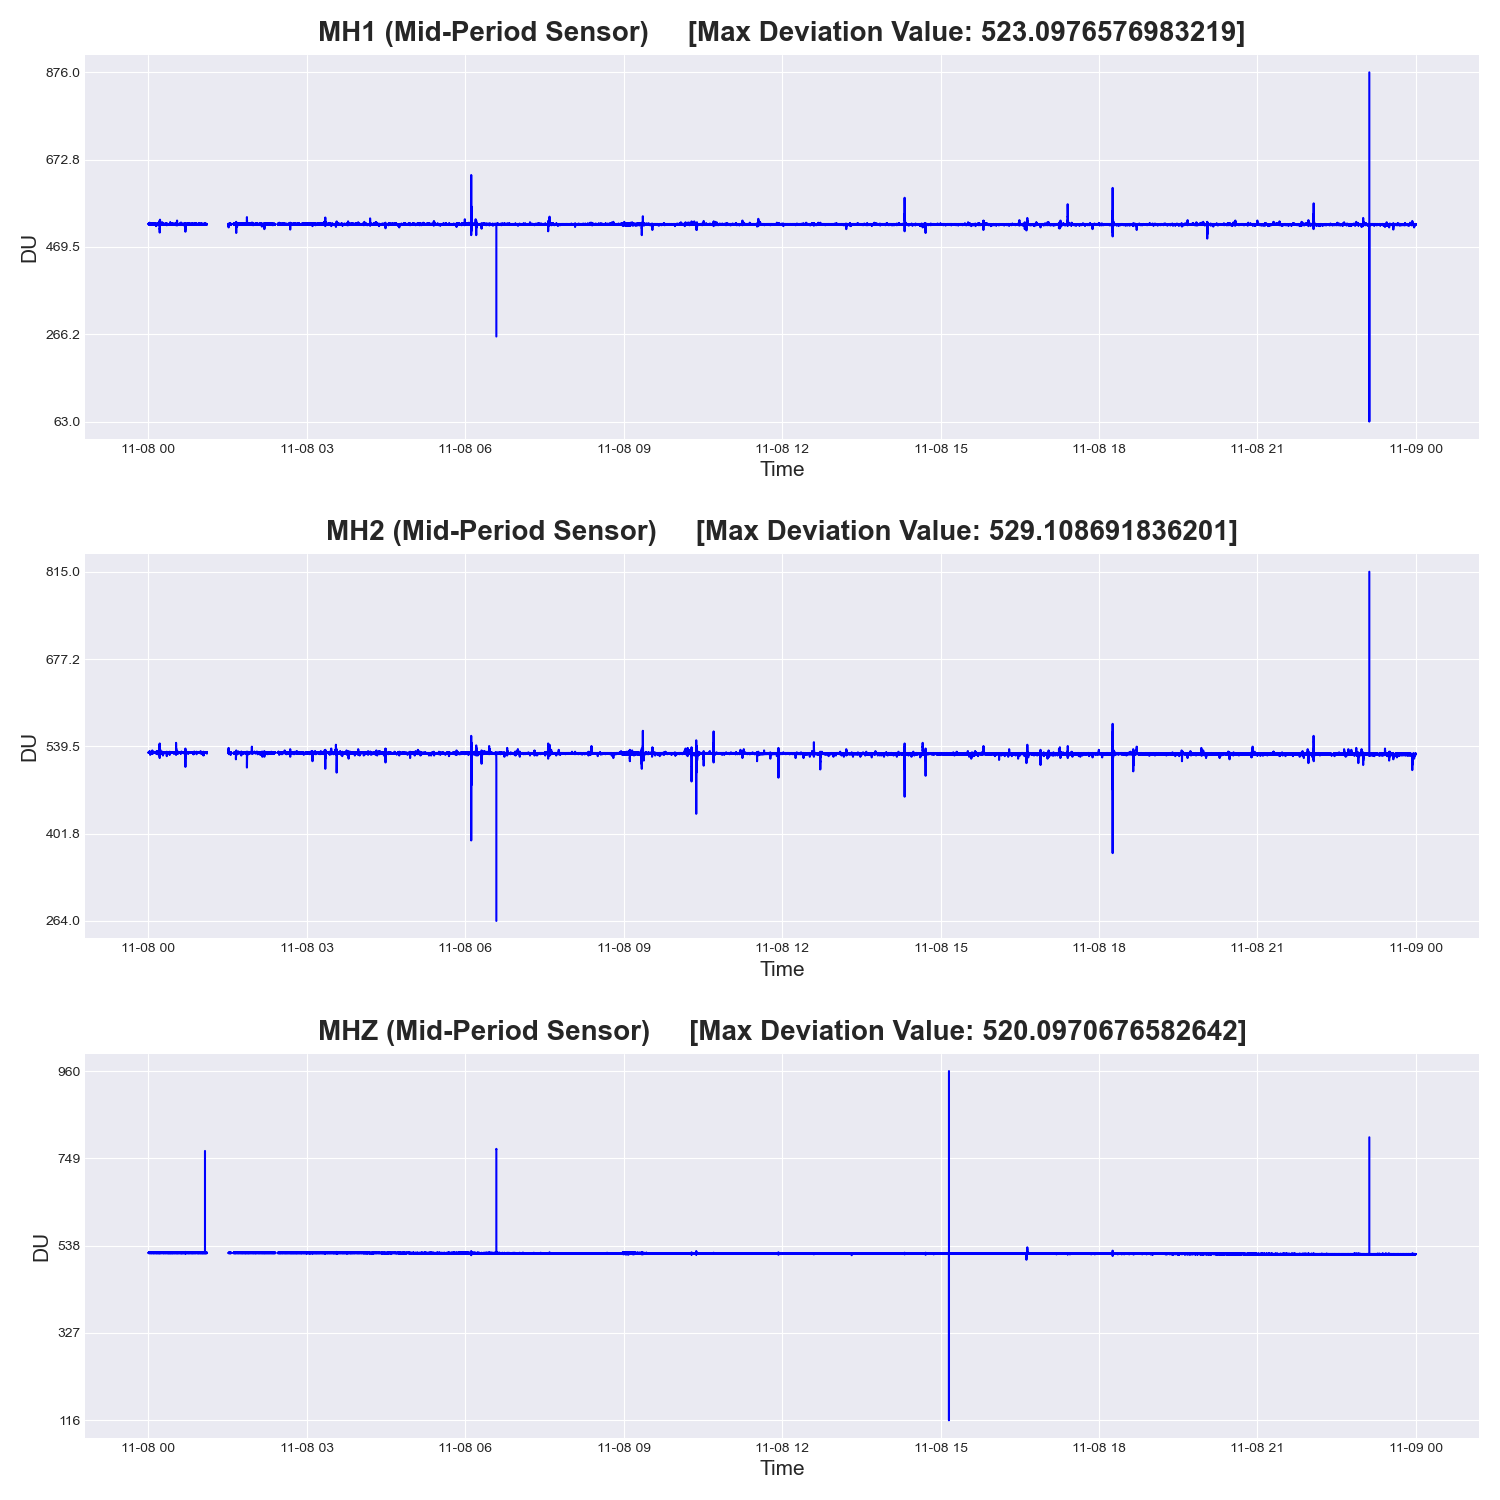 MH1 (Mid-Period Sensor) [Max Deviation Value: 523.0976576983219]
876.0
672.8
469.5
266.2
63.0
DU
11-08 00 11-08 03 11-08 06 11-08 09 11-08 12 11-08 15 11-08 18 11-08 21 11-09 00
Time
MH2 (Mid-Period Sensor) [Max Deviation Value: 529.108691836201]
815.0
677.2
539.5
401.8
264.0
DU
11-08 00 11-08 03 11-08 06 11-08 09 11-08 12 11-08 15 11-08 18 11-08 21 11-09 00
Time
MHZ (Mid-Period Sensor) [Max Deviation Value: 520.0970676582642]
960
749
538
327
116
DU
11-08 00 11-08 03 11-08 06 11-08 09 11-08 12 11-08 15 11-08 18 11-08 21 11-09 00
Time